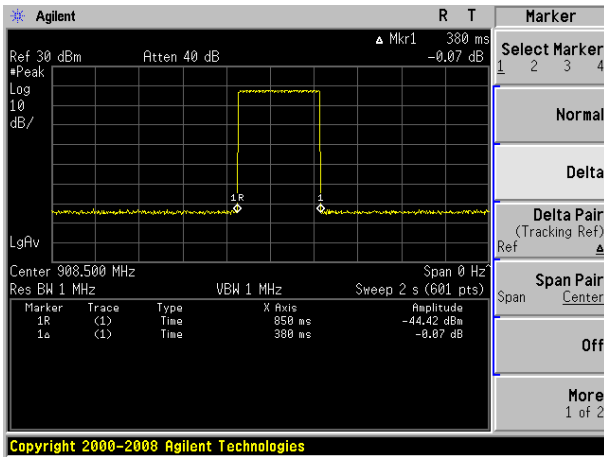 Agilent R T
Δ Mkr1 380 ms
Ref 30 dBm Atten 40 dB -0.07 dB
#Peak
Log
10
dB/
1R 1
LgAv
Center 908.500 MHz Span 0 Hz^
Res BW 1 MHz VBW 1 MHz Sweep 2 s (601 pts)
Marker Trace Type X Axis Amplitude
1R (1) Time 850 ms -44.42 dBm
1Δ (1) Time 380 ms -0.07 dB
Copyright 2000-2008 Agilent Technologies
Marker
Select Marker
1 2 3 4
Normal
Delta
Delta Pair
(Tracking Ref)
Ref Δ
Span Pair
Span Center
Off
More
1 of 2